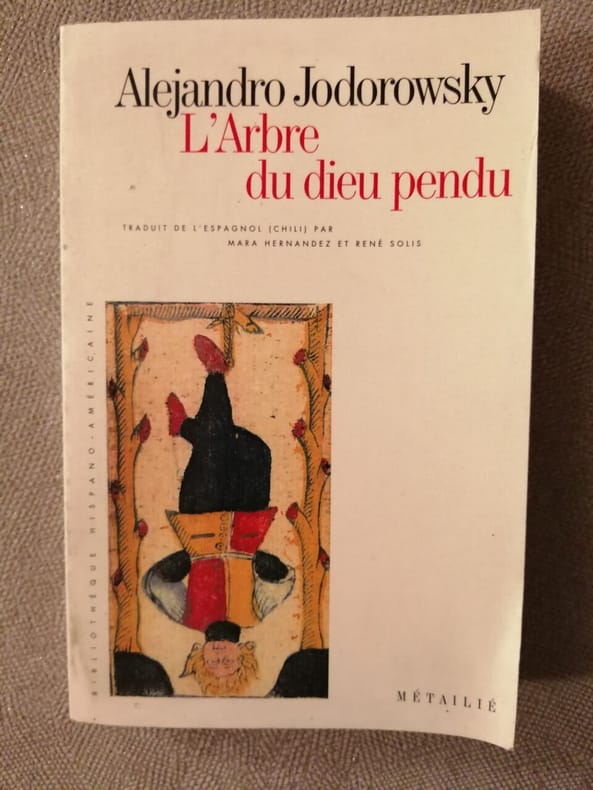 Alejandro Jodorowsky
L'Arbre
du dieu pendu
TRADUIT DE L'ESPAGNOL (CHILI) PAR
MARA HERNANDEZ ET RENÉ SOLIS
BIBLIOTHÈQUE HISPANO-AMÉRICAINE
MÉTAILIÉ